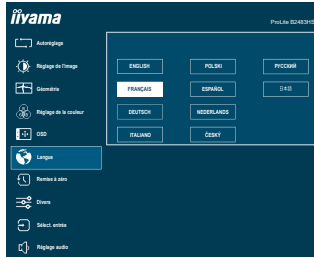 iiyama
ProLite B2483HS
Autoréglage
Réglage de l'image
Géométrie
Réglage de la couleur
OSD
Langue
Remise à zéro
Divers
Sélect. entrée
Réglage audio
ENGLISH
POLSKI
РУССКИЙ
FRANÇAIS
ESPAÑOL
日本語
DEUTSCH
NEDERLANDS
ITALIANO
ČESKÝ